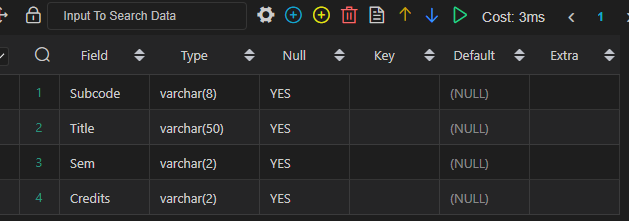 Input To Search Data Cost: 3ms 1
Field Type Null Key Default Extra
1 Subcode varchar(8) YES (NULL)
2 Title varchar(50) YES (NULL)
3 Sem varchar(2) YES (NULL)
4 Credits varchar(2) YES (NULL)